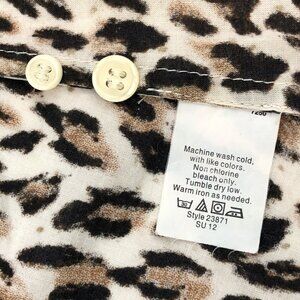 Machine wash cold,
with like colors.
Non chlorine
bleach only.
Tumble dry low.
Warm iron as needed.
Style 23871
SU 12